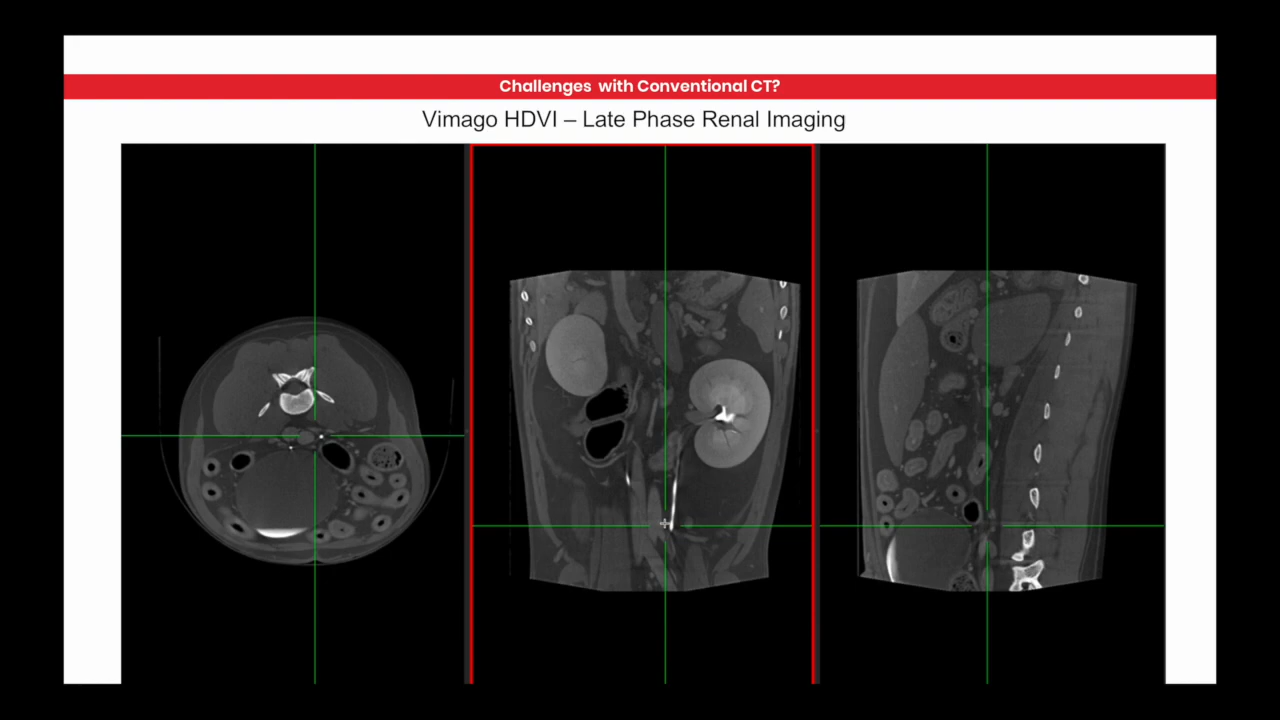 Challenges with Conventional CT?
Vimago HDVI – Late Phase Renal Imaging